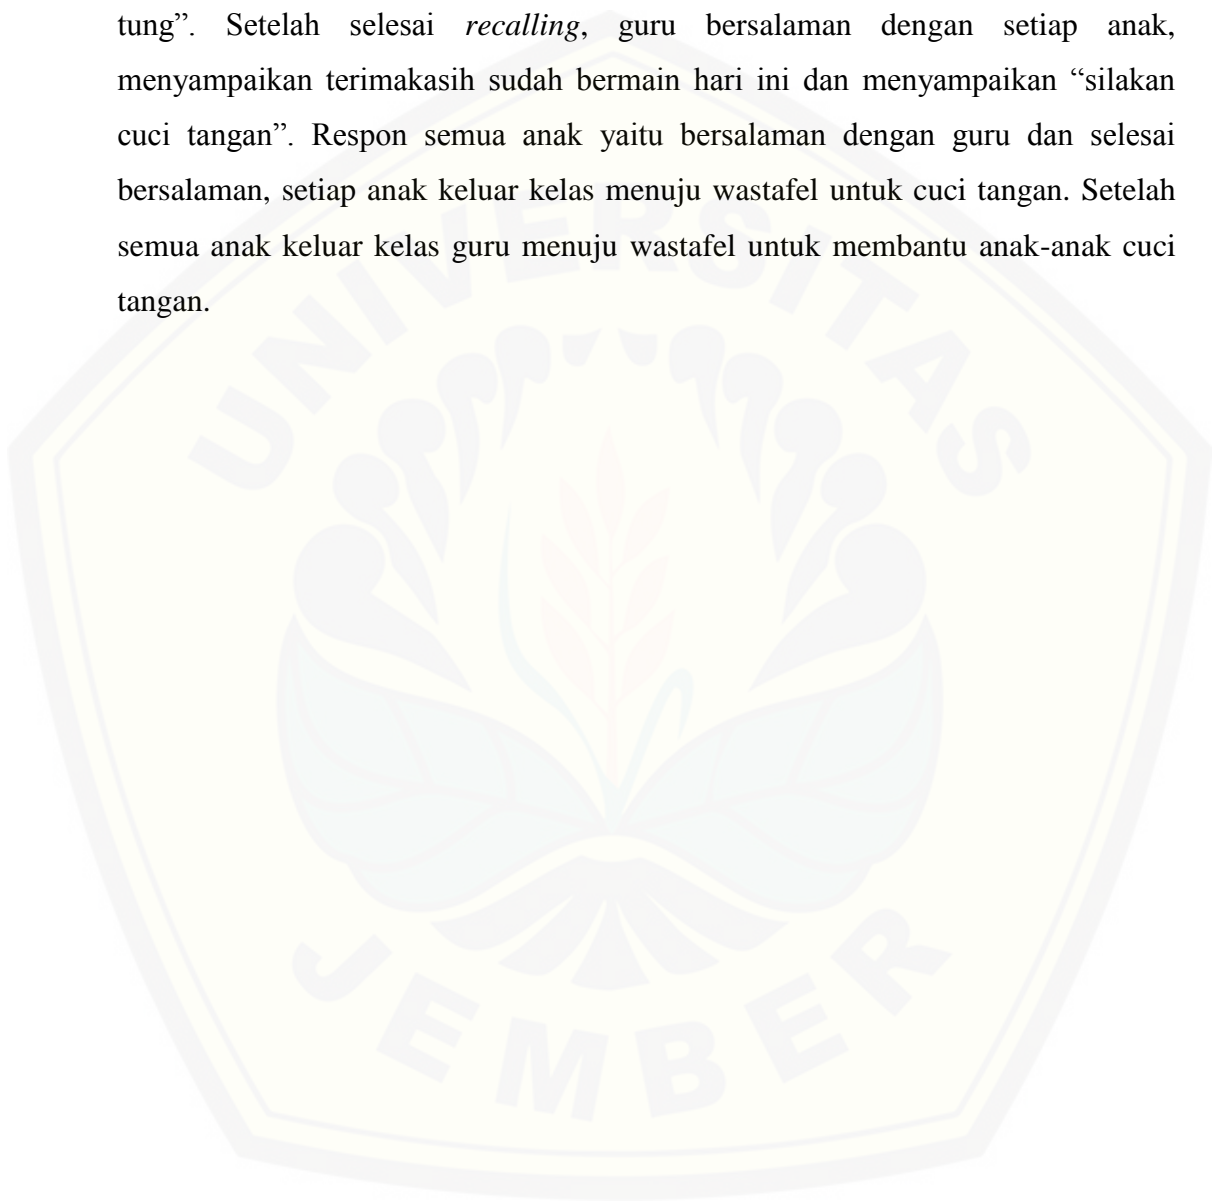 tung”. Setelah selesai recalling, guru bersalaman dengan setiap anak,
menyampaikan terimakasih sudah bermain hari ini dan menyampaikan “silakan
cuci tangan”. Respon semua anak yaitu bersalaman dengan guru dan selesai
bersalaman, setiap anak keluar kelas menuju wastafel untuk cuci tangan. Setelah
semua anak keluar kelas guru menuju wastafel untuk membantu anak-anak cuci
tangan.
UNIVERSITAS
JEMBER